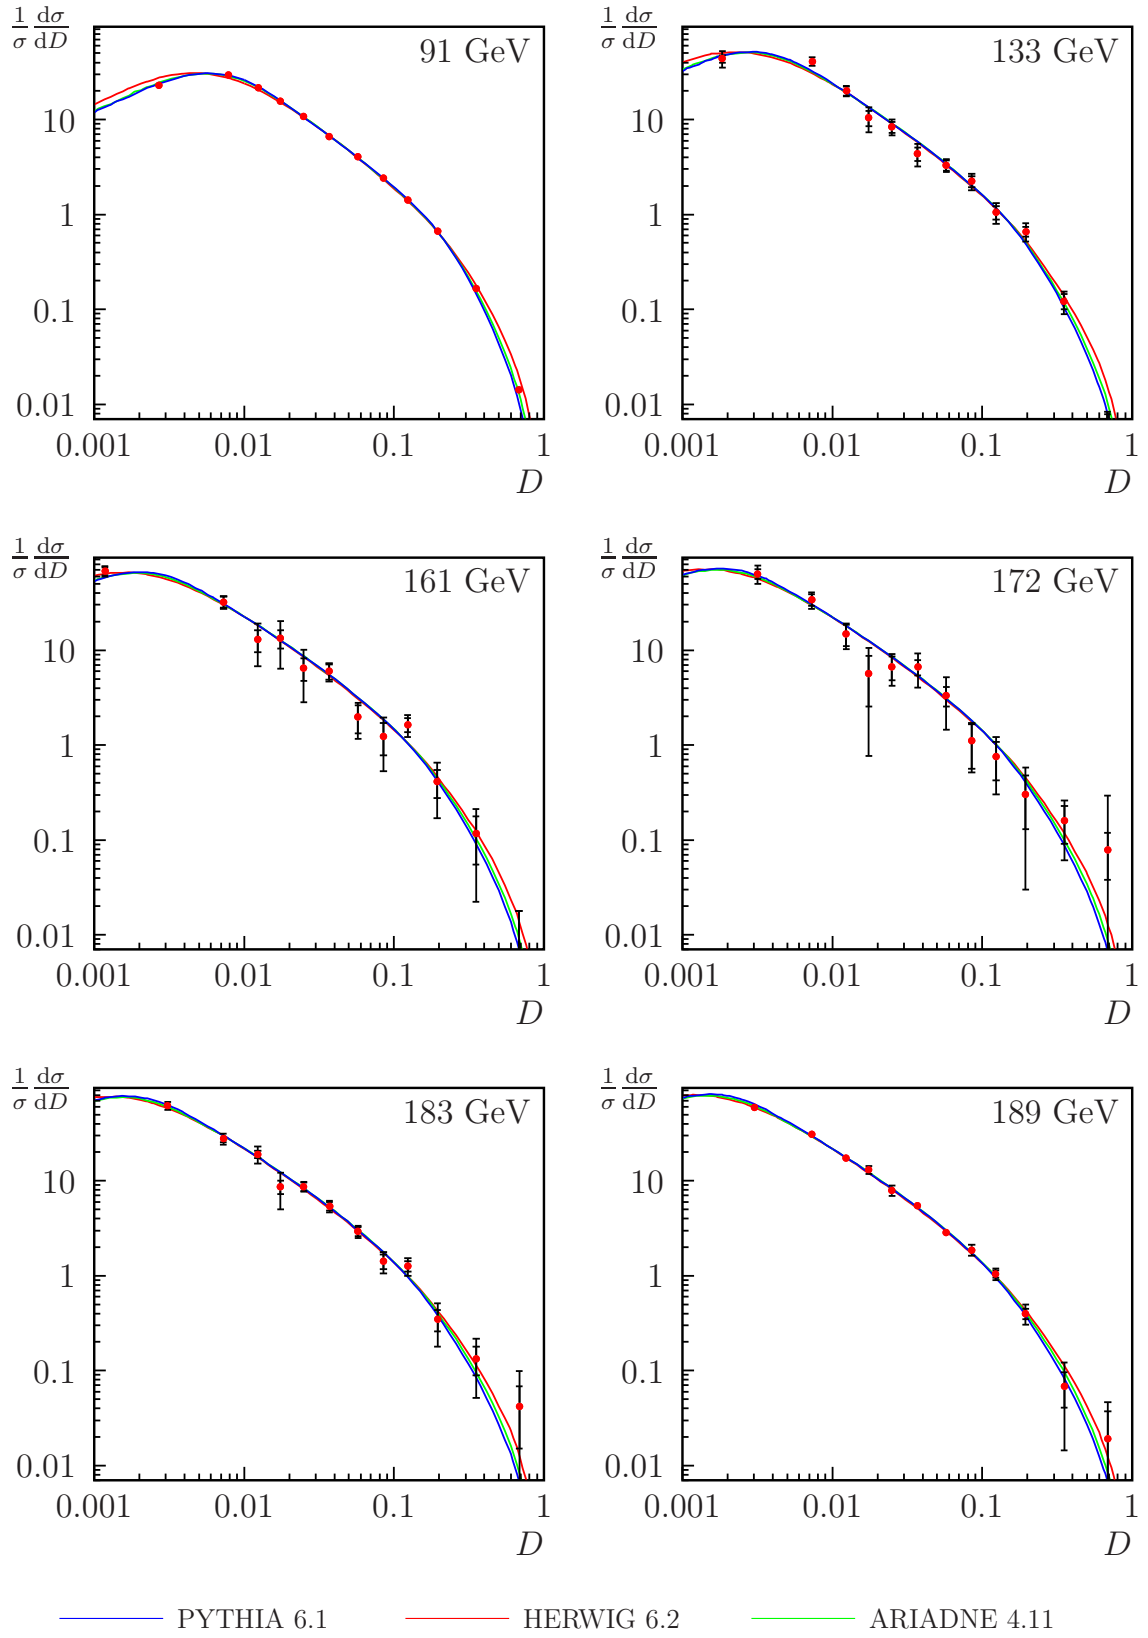 1/σ dσ/dD 91 GeV
10
1
0.1
0.01
0.001 0.01 0.1 1
D
1/σ dσ/dD 133 GeV
10
1
0.1
0.01
0.001 0.01 0.1 1
D
1/σ dσ/dD 161 GeV
10
1
0.1
0.01
0.001 0.01 0.1 1
D
1/σ dσ/dD 172 GeV
10
1
0.1
0.01
0.001 0.01 0.1 1
D
1/σ dσ/dD 183 GeV
10
1
0.1
0.01
0.001 0.01 0.1 1
D
1/σ dσ/dD 189 GeV
10
1
0.1
0.01
0.001 0.01 0.1 1
D
PYTHIA 6.1 HERWIG 6.2 ARIADNE 4.11